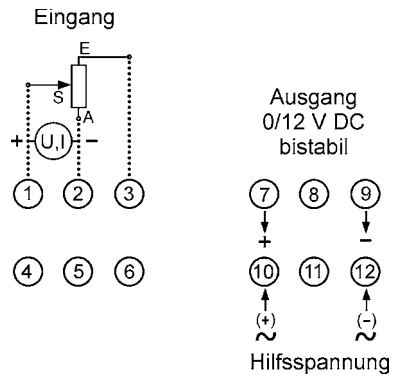 Eingang
E
S
A
+ U,I –
1 2 3
4 5 6
Ausgang
0/12 V DC
bistabil
7 8 9
+ –
10 11 12
(+) (–)
~ ~
Hilfsspannung